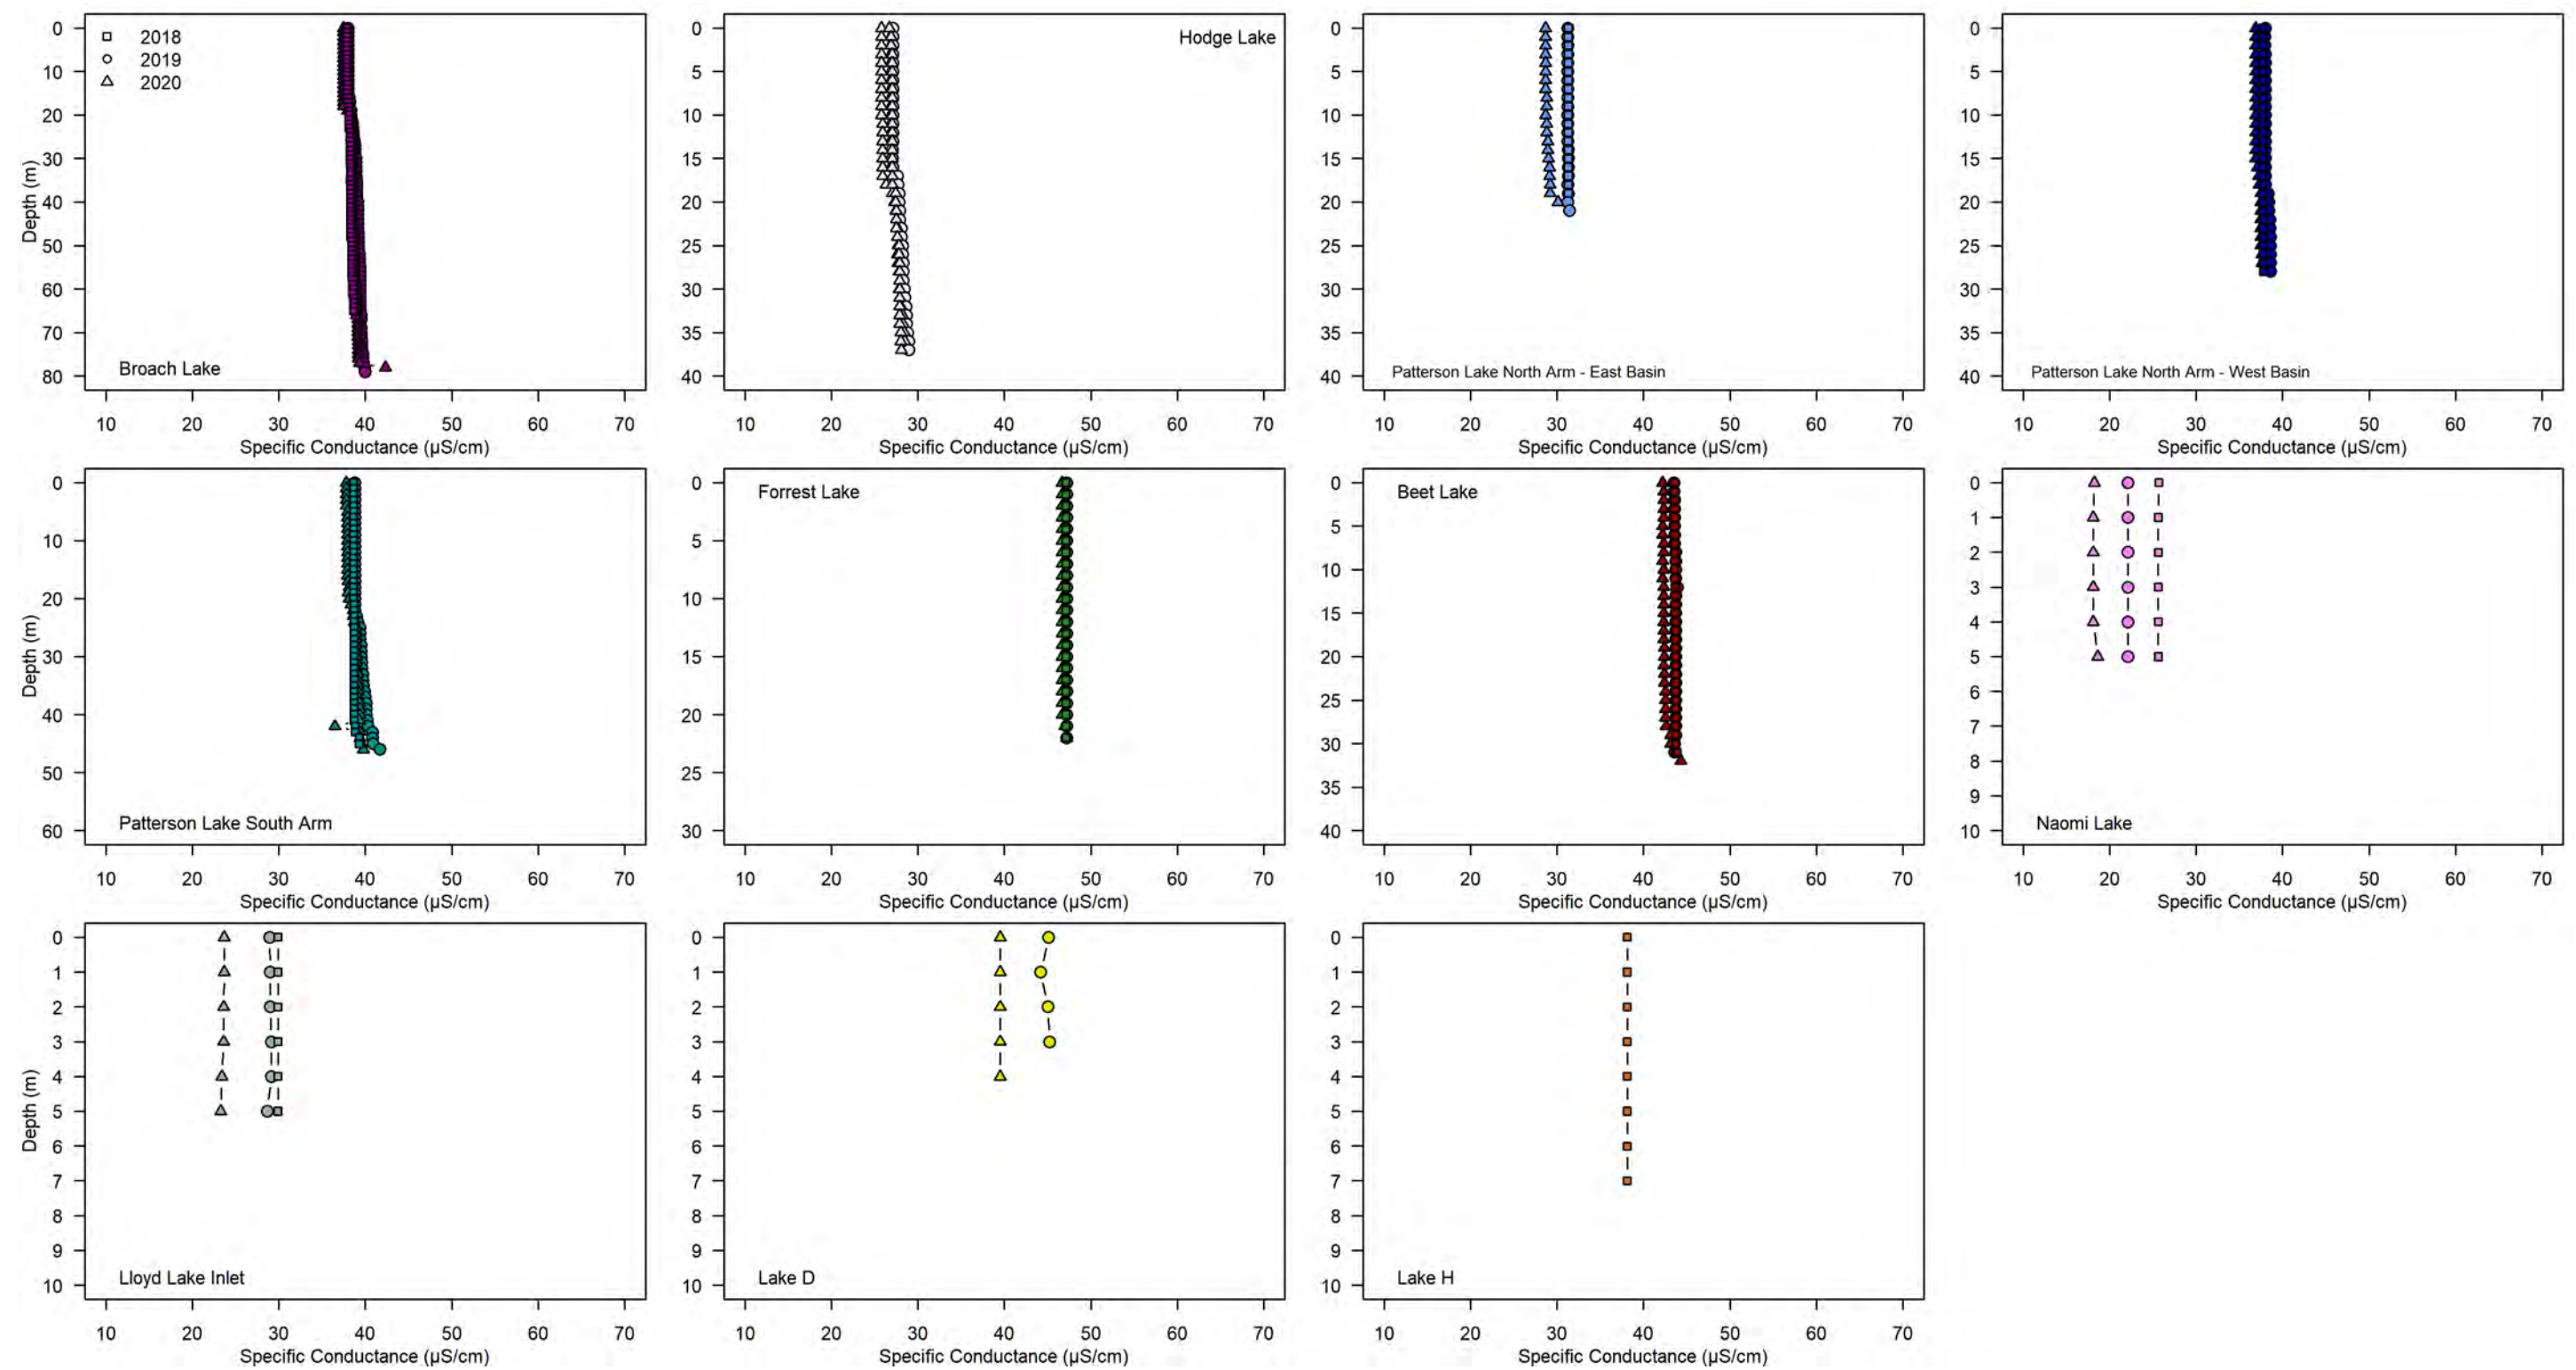 0 10 20 30 40 50 60 70 80
Depth (m)
2018
2019
2020
Broach Lake
10 20 30 40 50 60 70
Specific Conductance (µS/cm)
0 5 10 15 20 25 30 35 40
Hodge Lake
10 20 30 40 50 60 70
Specific Conductance (µS/cm)
0 5 10 15 20 25 30 35 40
Patterson Lake North Arm - East Basin
10 20 30 40 50 60 70
Specific Conductance (µS/cm)
0 5 10 15 20 25 30 35 40
Patterson Lake North Arm - West Basin
10 20 30 40 50 60 70
Specific Conductance (µS/cm)
0 10 20 30 40 50 60
Depth (m)
Patterson Lake South Arm
10 20 30 40 50 60 70
Specific Conductance (µS/cm)
0 5 10 15 20 25 30
Forrest Lake
10 20 30 40 50 60 70
Specific Conductance (µS/cm)
0 5 10 15 20 25 30 35 40
Beet Lake
10 20 30 40 50 60 70
Specific Conductance (µS/cm)
0 1 2 3 4 5 6 7 8 9 10
Naomi Lake
10 20 30 40 50 60 70
Specific Conductance (µS/cm)
0 1 2 3 4 5 6 7 8 9 10
Depth (m)
Lloyd Lake Inlet
10 20 30 40 50 60 70
Specific Conductance (µS/cm)
0 1 2 3 4 5 6 7 8 9 10
Lake D
10 20 30 40 50 60 70
Specific Conductance (µS/cm)
0 1 2 3 4 5 6 7 8 9 10
Lake H
10 20 30 40 50 60 70
Specific Conductance (µS/cm)